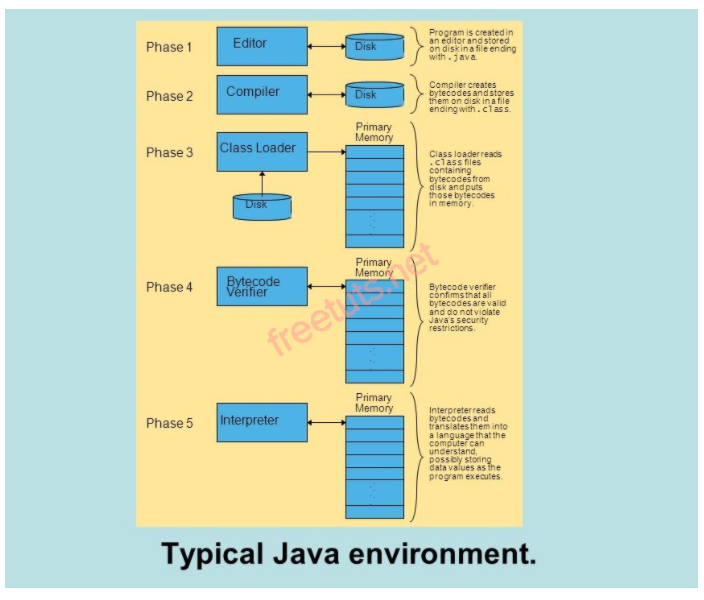 Phase 1
Editor
Disk
Program is created in
an editor and stored
on disk in a file ending
with .java.
Phase 2
Compiler
Disk
Compiler creates
bytecodes and stores
them on disk in a file
ending with .class.
Phase 3
Class Loader
Disk
Primary
Memory
Class loader reads
.class files
containing
bytecodes from
disk and puts
those bytecodes
in memory.
Phase 4
Bytecode
Verifier
Primary
Memory
Bytecode verifier
confirms that all
bytecodes are valid
and do not violate
Java's security
restrictions.
freetuts.net
Phase 5
Interpreter
Primary
Memory
Interpreter reads
bytecodes and
translates them into
a language that the
computer can
understand,
possibly storing
data values as the
program executes.
Typical Java environment.